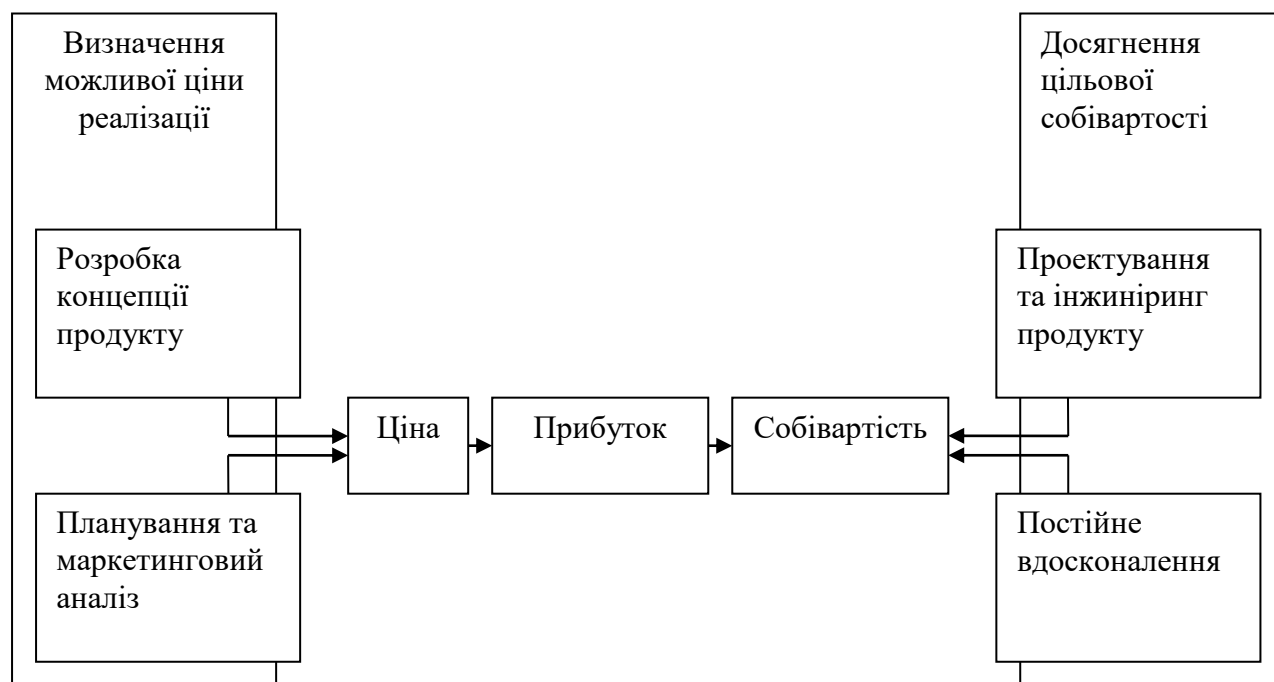 Визначення
можливої ціни
реалізації
Досягнення
цільової
собівартості
Розробка
концепції
продукту
Проектування
та інжиніринг
продукту
Ціна
Прибуток
Собівартість
Планування та
маркетинговий
аналіз
Постійне
вдосконалення